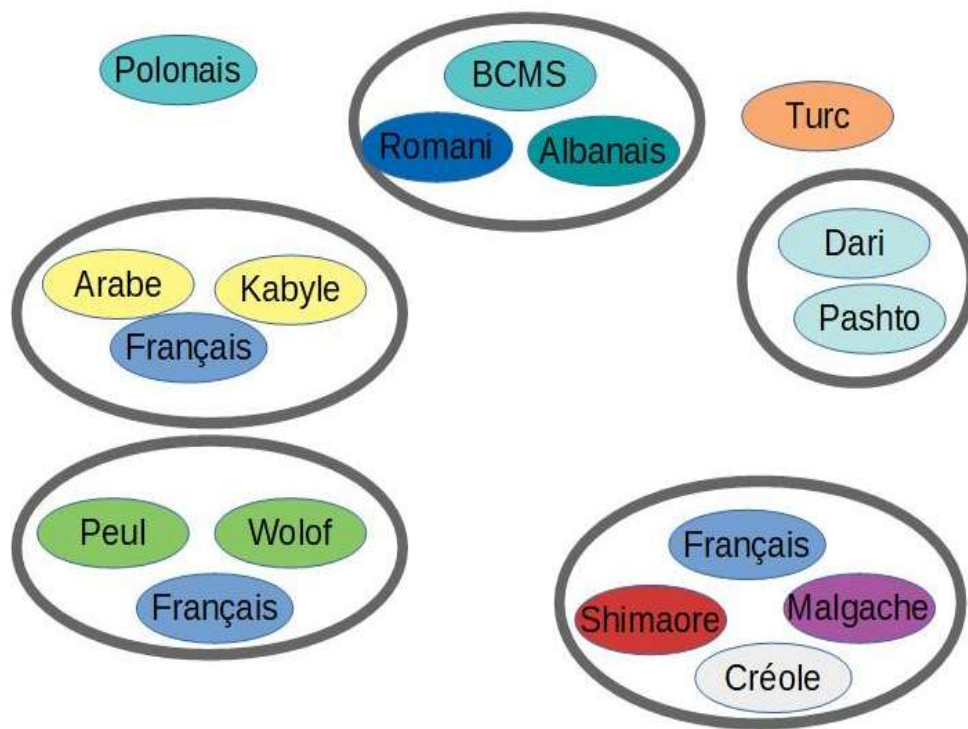 Polonais
BCMS
Romani
Albanais
Turc
Arabe
Kabyle
Français
Dari
Pashto
Peul
Wolof
Français
Français
Shimaore
Malgache
Créole